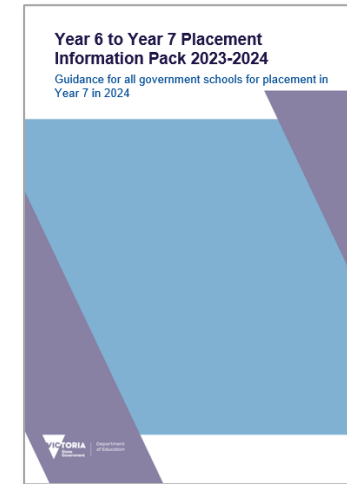 Year 6 to Year 7 Placement
Information Pack 2023-2024
Guidance for all government schools for placement in
Year 7 in 2024
VICTORIA
State
Government
Department
of Education